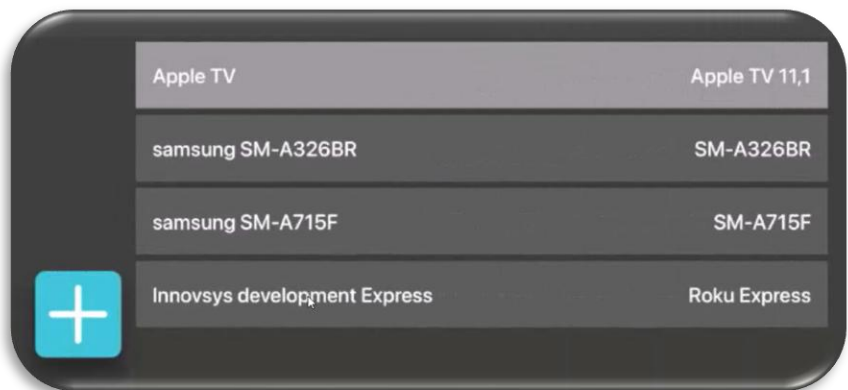 Apple TV Apple TV 11,1
samsung SM-A326BR SM-A326BR
samsung SM-A715F SM-A715F
Innovsys development Express Roku Express